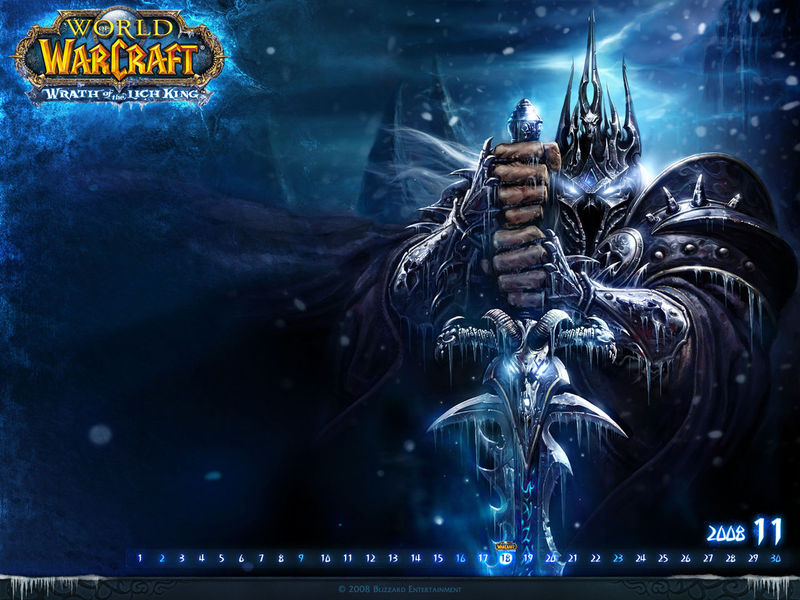 WORLD
OF
WARCRAFT
WRATH of the LICH KING
2008 11
WARCRAFT
1 2 3 4 5 6 7 8 9 10 11 12 13 14 15 16 17 18 19 20 21 22 23 24 25 26 27 28 29 30
© 2008 BLIZZARD ENTERTAINMENT